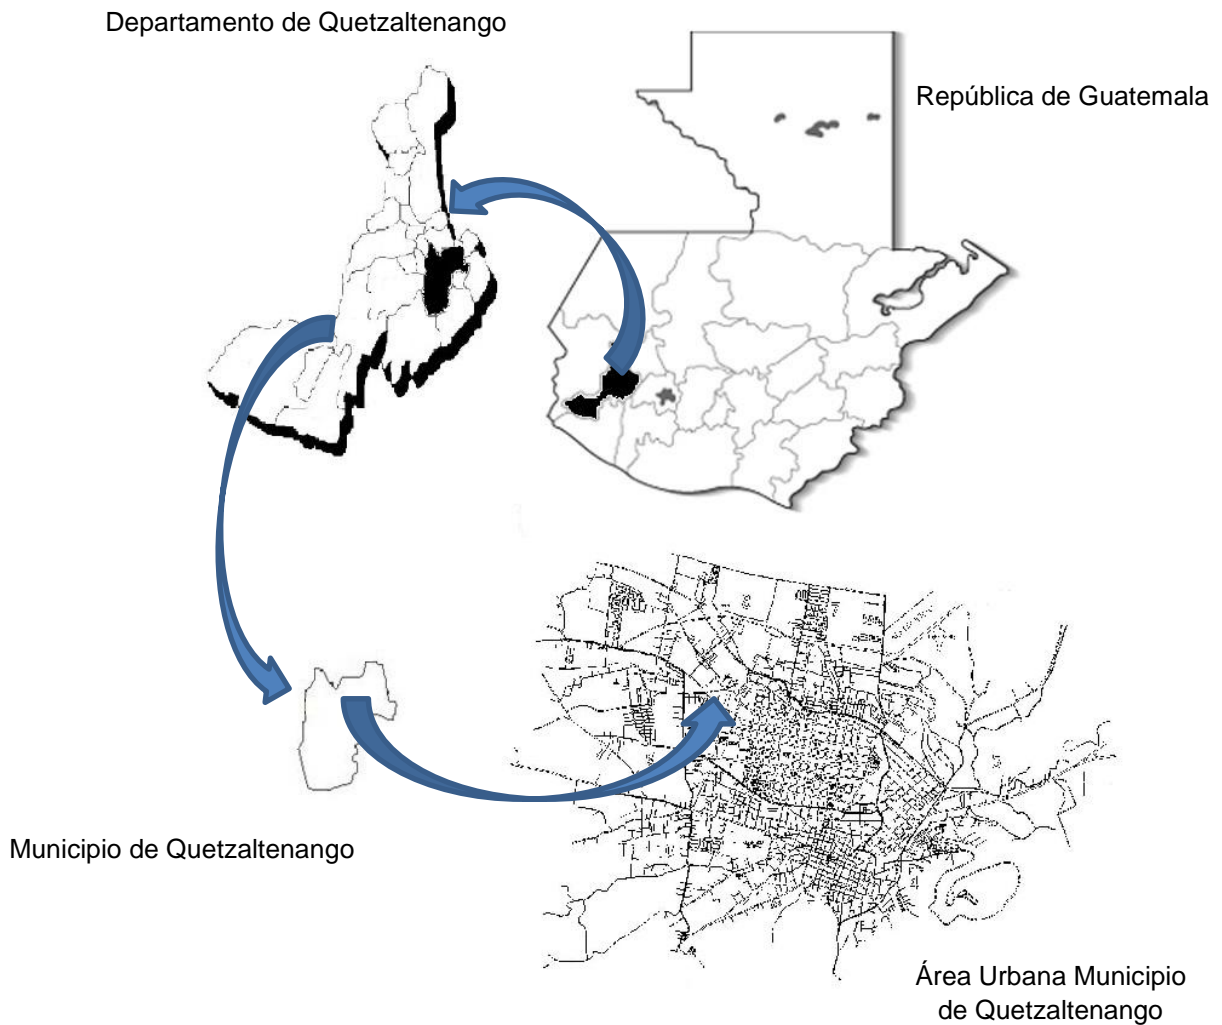 Departamento de Quetzaltenango
República de Guatemala
Municipio de Quetzaltenango
Área Urbana Municipio
de Quetzaltenango